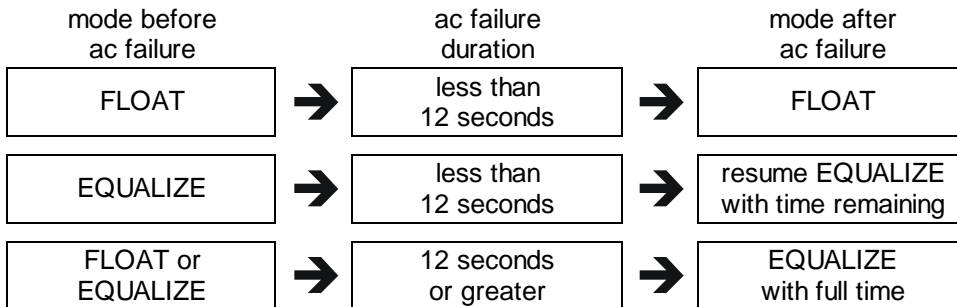 mode before
ac failure
ac failure
duration
mode after
ac failure
FLOAT
less than
12 seconds
FLOAT
EQUALIZE
less than
12 seconds
resume EQUALIZE
with time remaining
FLOAT or
EQUALIZE
12 seconds
or greater
EQUALIZE
with full time